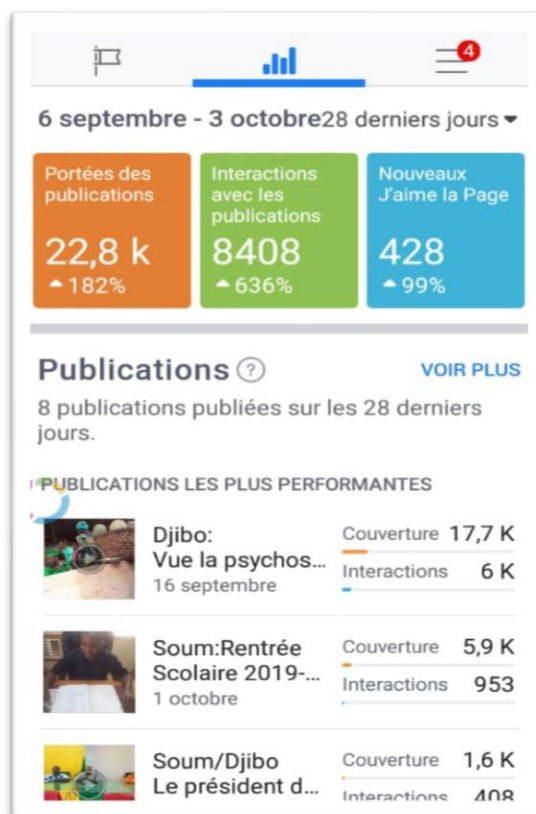 4
6 septembre - 3 octobre28 derniers jours
Portées des
publications
22,8 k
182%
Interactions
avec les
publications
8408
636%
Nouveaux
J'aime la Page
428
99%
Publications ?
VOIR PLUS
8 publications publiées sur les 28 derniers
jours.
PUBLICATIONS LES PLUS PERFORMANTES
Djibo:
Vue la psychos...
16 septembre
Couverture 17,7 K
Interactions 6 K
Soum:Rentrée
Scolaire 2019-...
1 octobre
Couverture 5,9 K
Interactions 953
Soum/Djibo
Le président d...
Couverture 1,6 K
Interactions 408